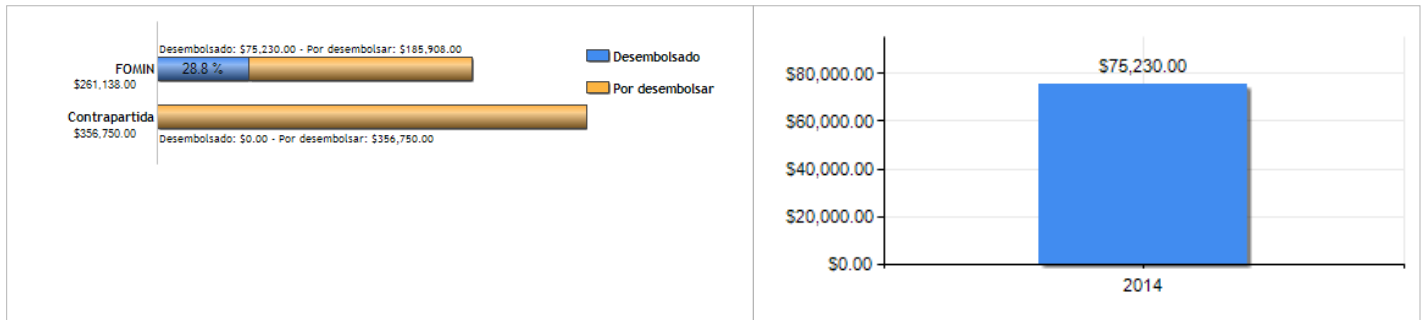 Desembolsado: $75,230.00 - Por desembolsar: $185,908.00
FOMIN
28.8 %
$261,138.00
Contrapartida
$356,750.00
Desembolsado: $0.00 - Por desembolsar: $356,750.00
Desembolsado
Por desembolsar
$75,230.00
$80,000.00
$60,000.00
$40,000.00
$20,000.00
$0.00
2014